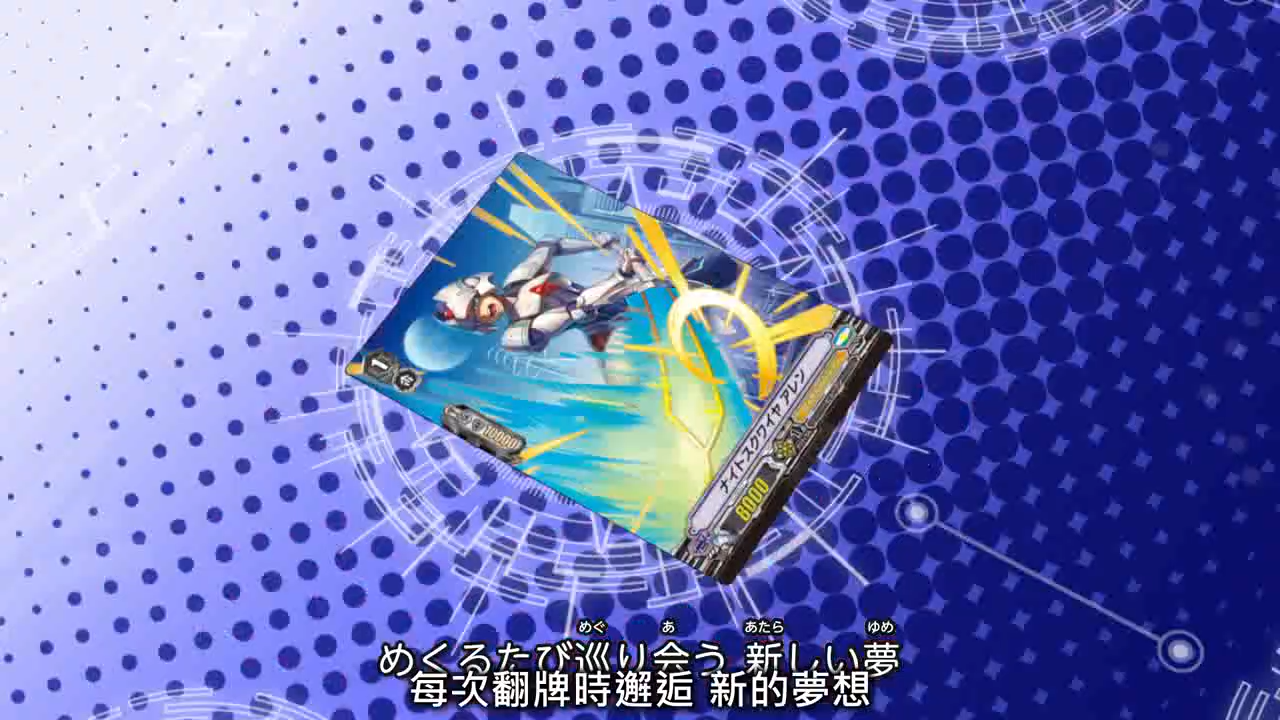 1
10000
ナイトスクワイヤ アレン
8000
めぐ あ あたら ゆめ
めくるたび巡り会う 新しい夢
每次翻牌時邂逅 新的夢想